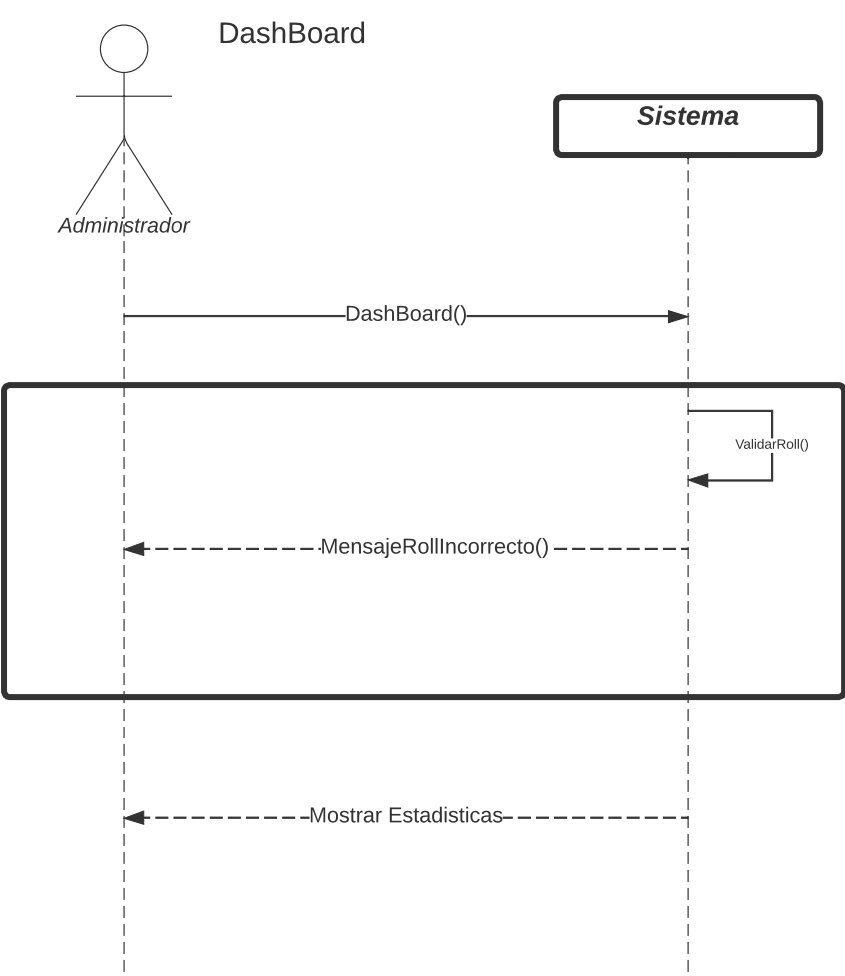 DashBoard
Sistema
Administrador
DashBoard()
ValidarRoll()
MensajeRollIncorrecto()
Mostrar Estadisticas